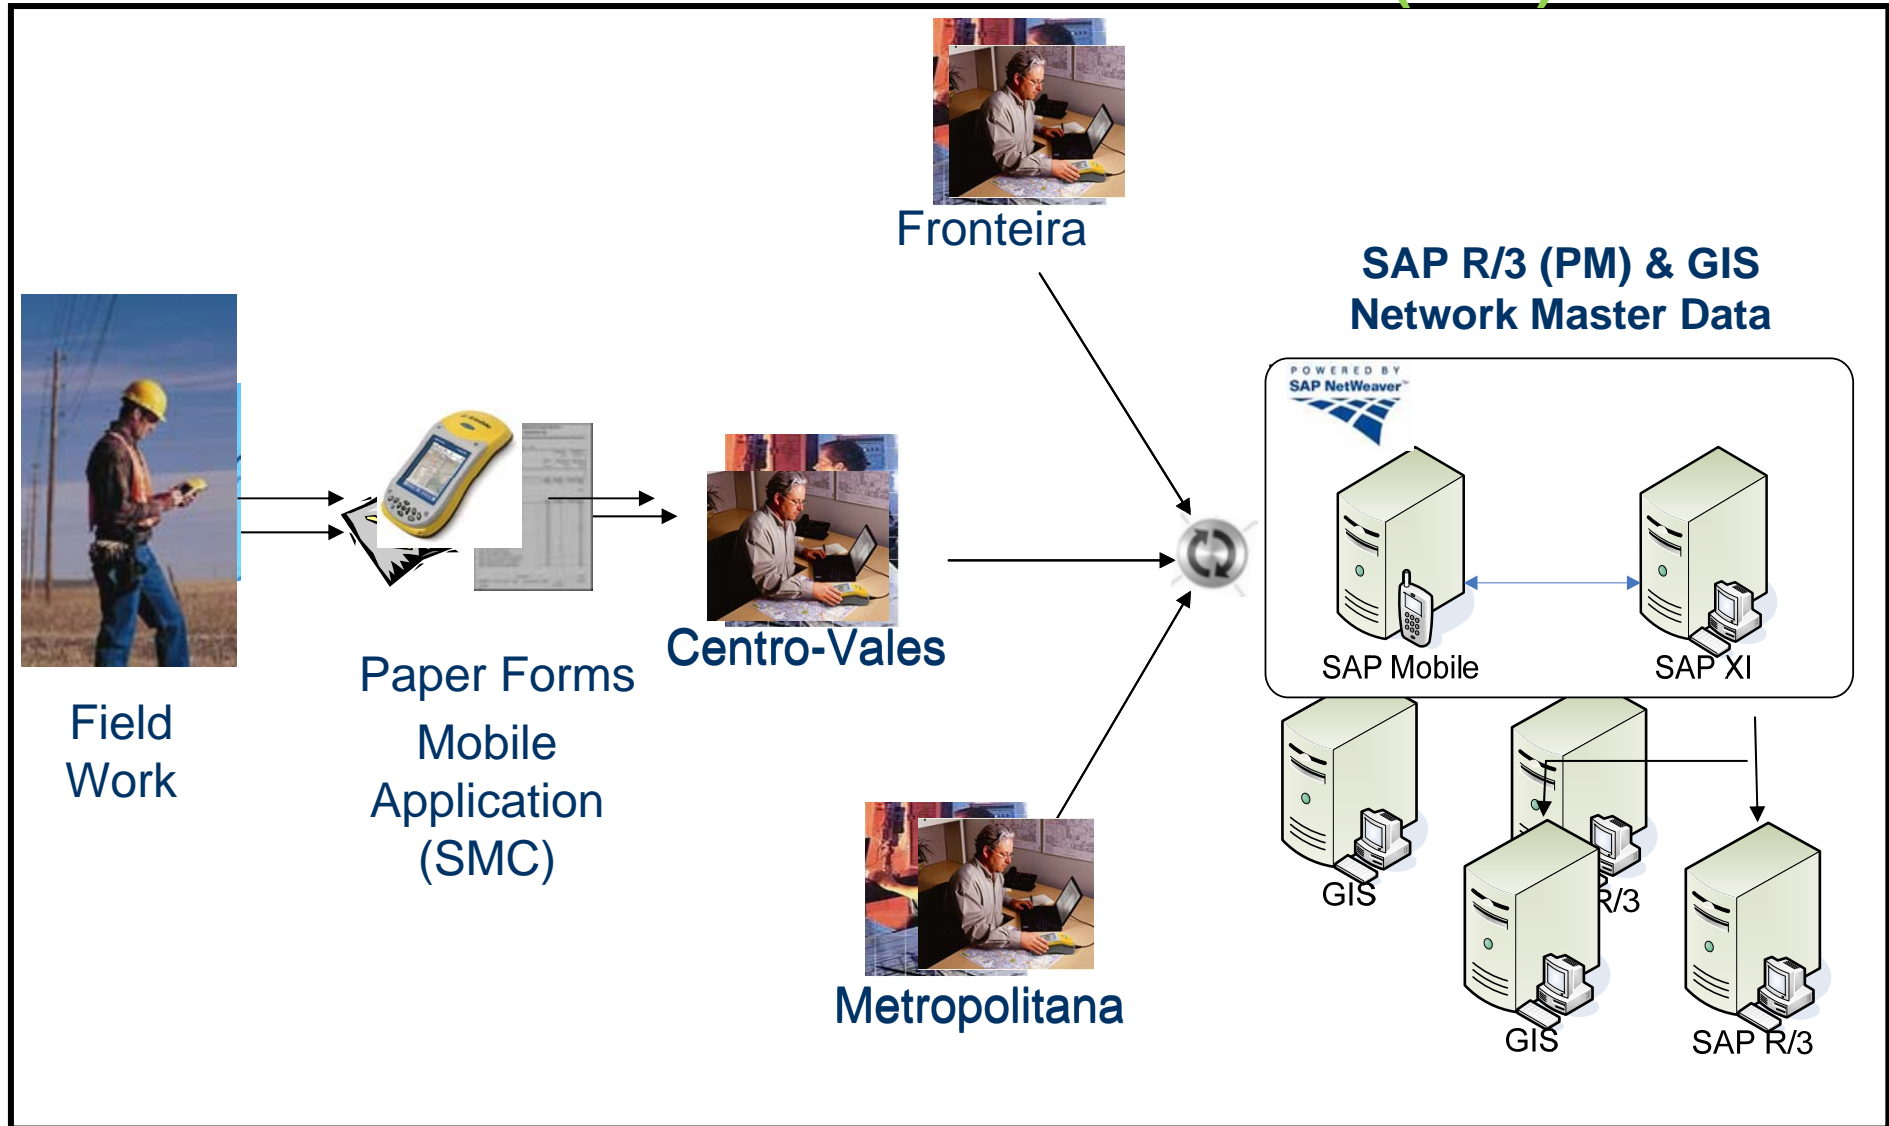 Fronteira
SAP R/3 (PM) & GIS
Network Master Data
POWERED BY
SAP NetWeaver™
SAP Mobile
SAP XI
Centro-Vales
Paper Forms
Mobile
Application
(SMC)
Field
Work
GIS
R/3
Metropolitana
GIS
SAP R/3